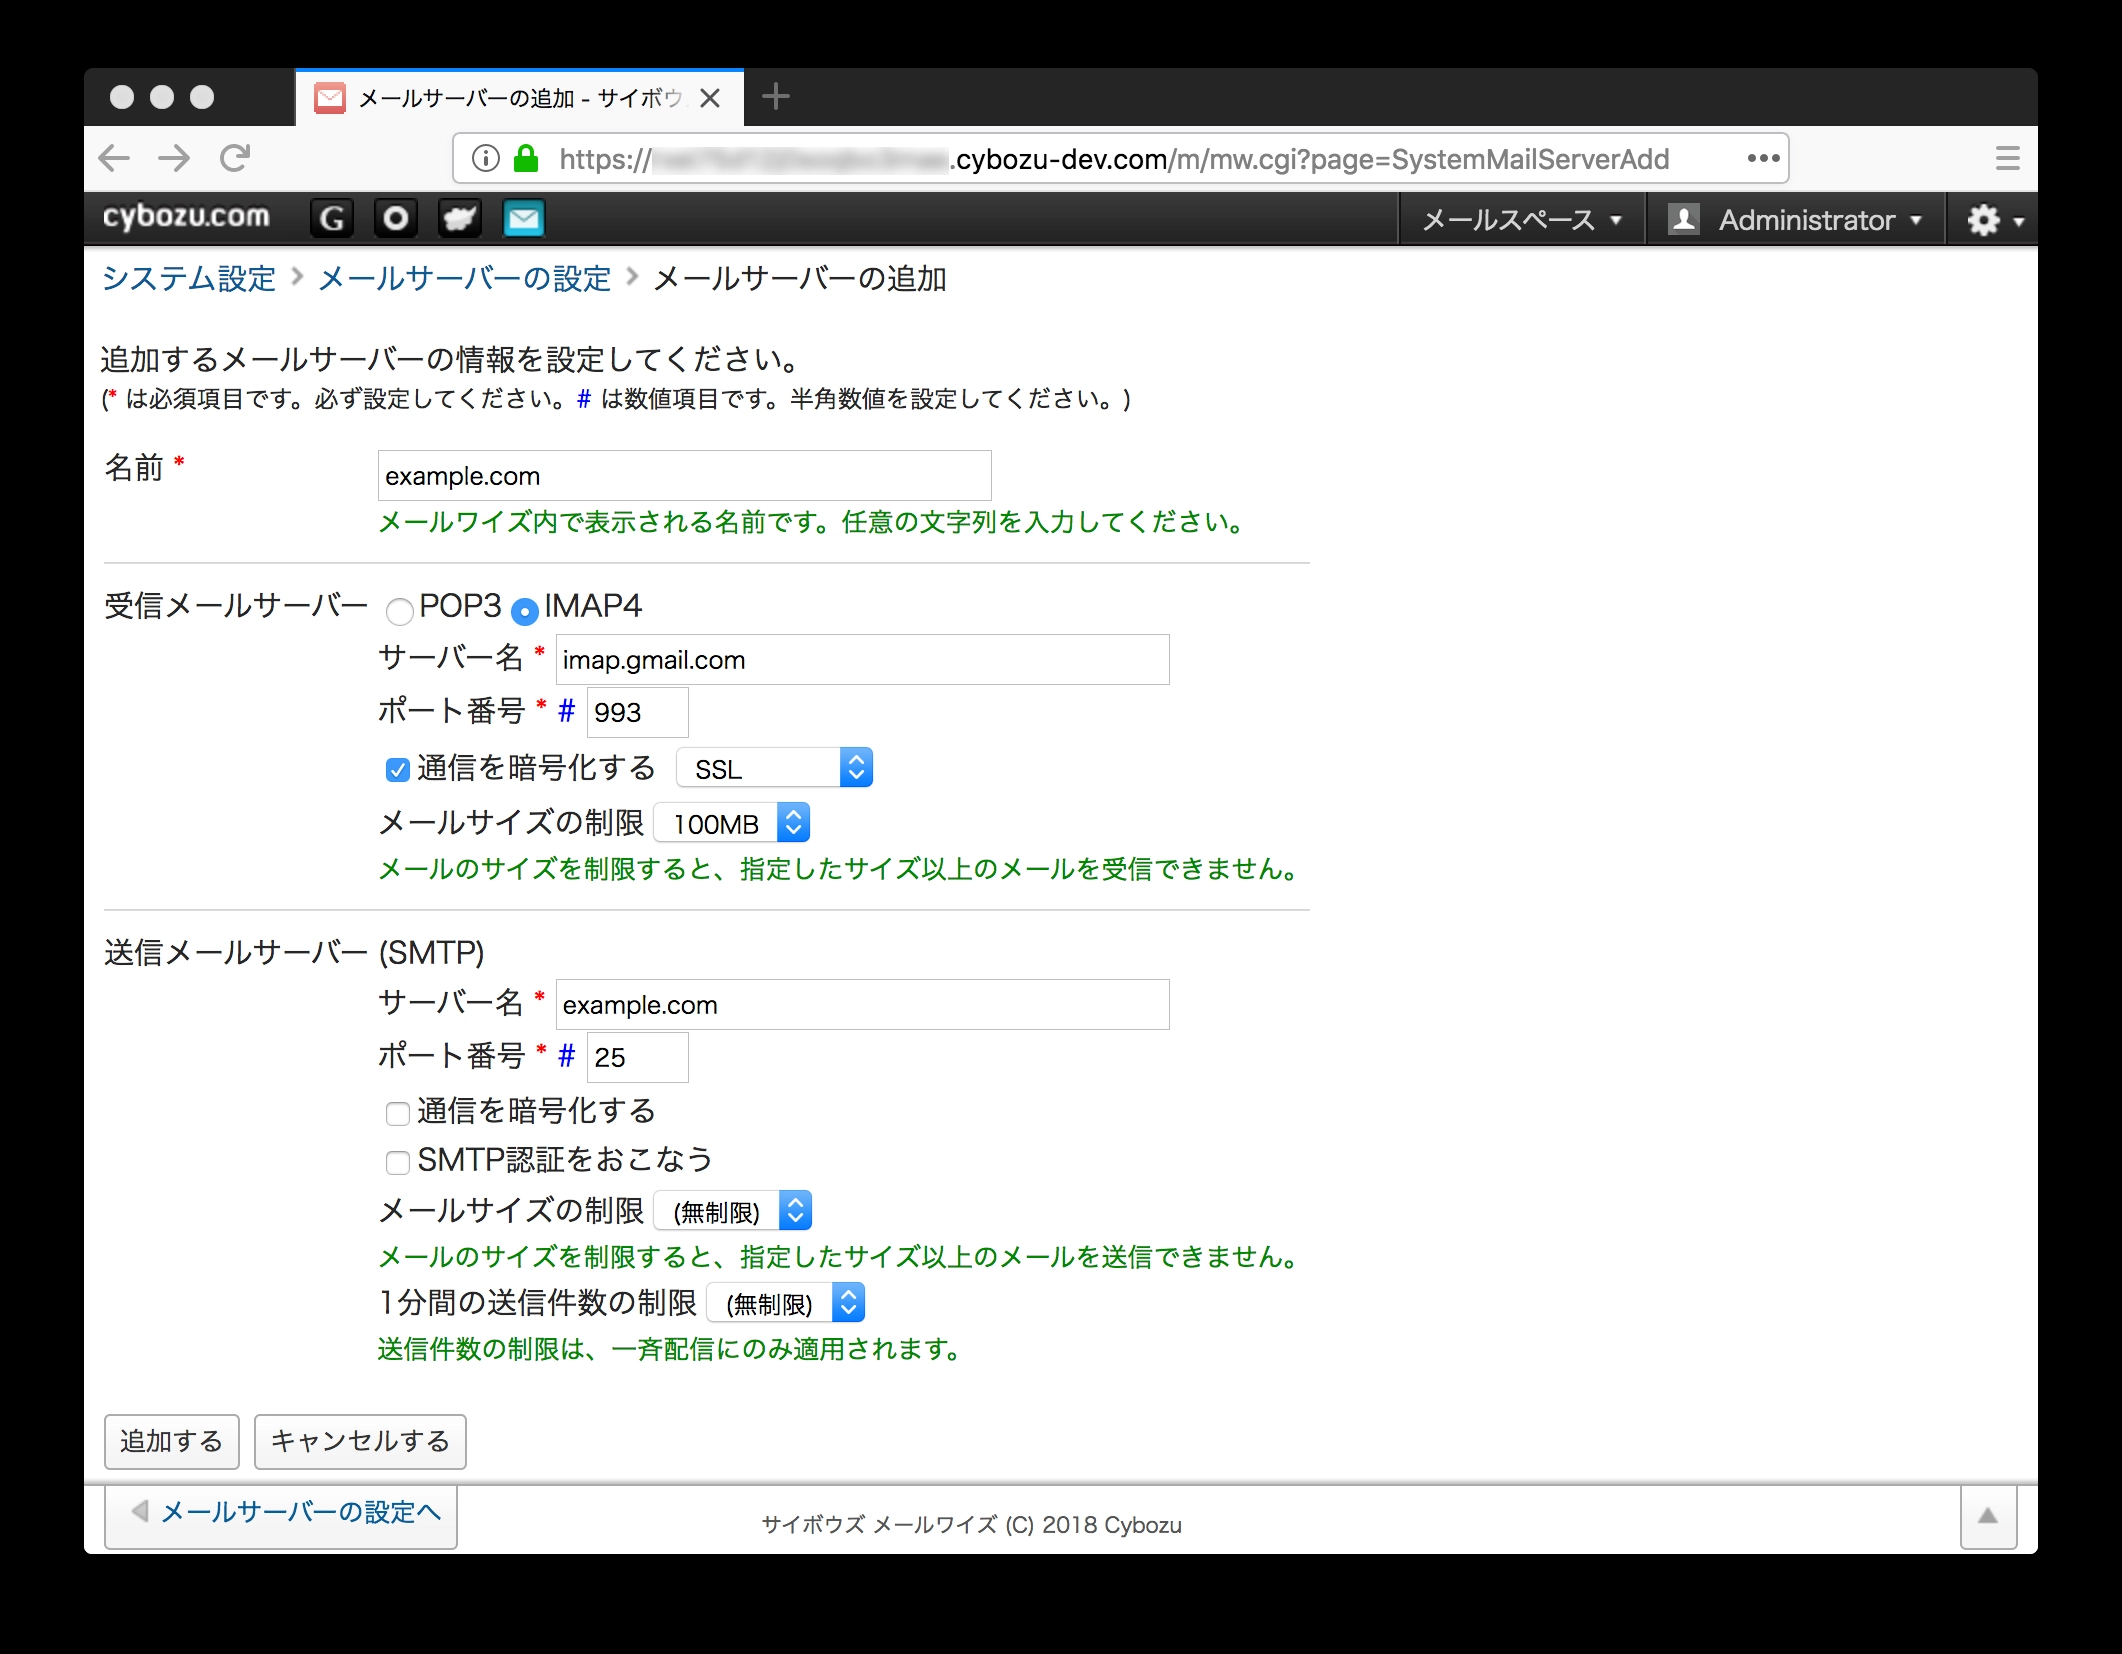 メールサーバーの追加 - サイボウ
https://
.cybozu-dev.com/m/mw.cgi?page=SystemMailServerAdd
cybozu.com
G
メールスペース
Administrator
システム設定 > メールサーバーの設定 > メールサーバーの追加
追加するメールサーバーの情報を設定してください。
(* は必須項目です。必ず設定してください。# は数値項目です。半角数値を設定してください。)
名前 * example.com
メールワイズ内で表示される名前です。任意の文字列を入力してください。
受信メールサーバー POP3 IMAP4
サーバー名 * imap.gmail.com
ポート番号 * # 993
通信を暗号化する SSL
メールサイズの制限 100MB
メールのサイズを制限すると、指定したサイズ以上のメールを受信できません。
送信メールサーバー (SMTP)
サーバー名 * example.com
ポート番号 * # 25
通信を暗号化する
SMTP認証をおこなう
メールサイズの制限 (無制限)
メールのサイズを制限すると、指定したサイズ以上のメールを送信できません。
1分間の送信件数の制限 (無制限)
送信件数の制限は、一斉配信にのみ適用されます。
追加する キャンセルする
メールサーバーの設定へ
サイボウズ メールワイズ (C) 2018 Cybozu